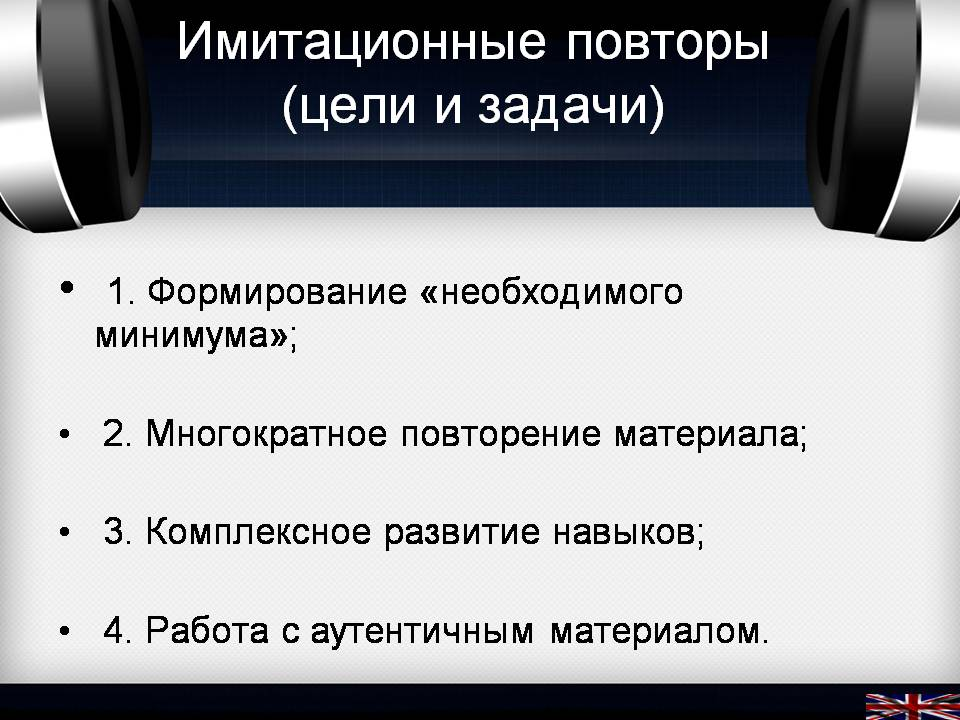 Имитационные повторы
(цели и задачи)
• 1. Формирование «необходимого
минимума»;
• 2. Многократное повторение материала;
• 3. Комплексное развитие навыков;
• 4. Работа с аутентичным материалом.